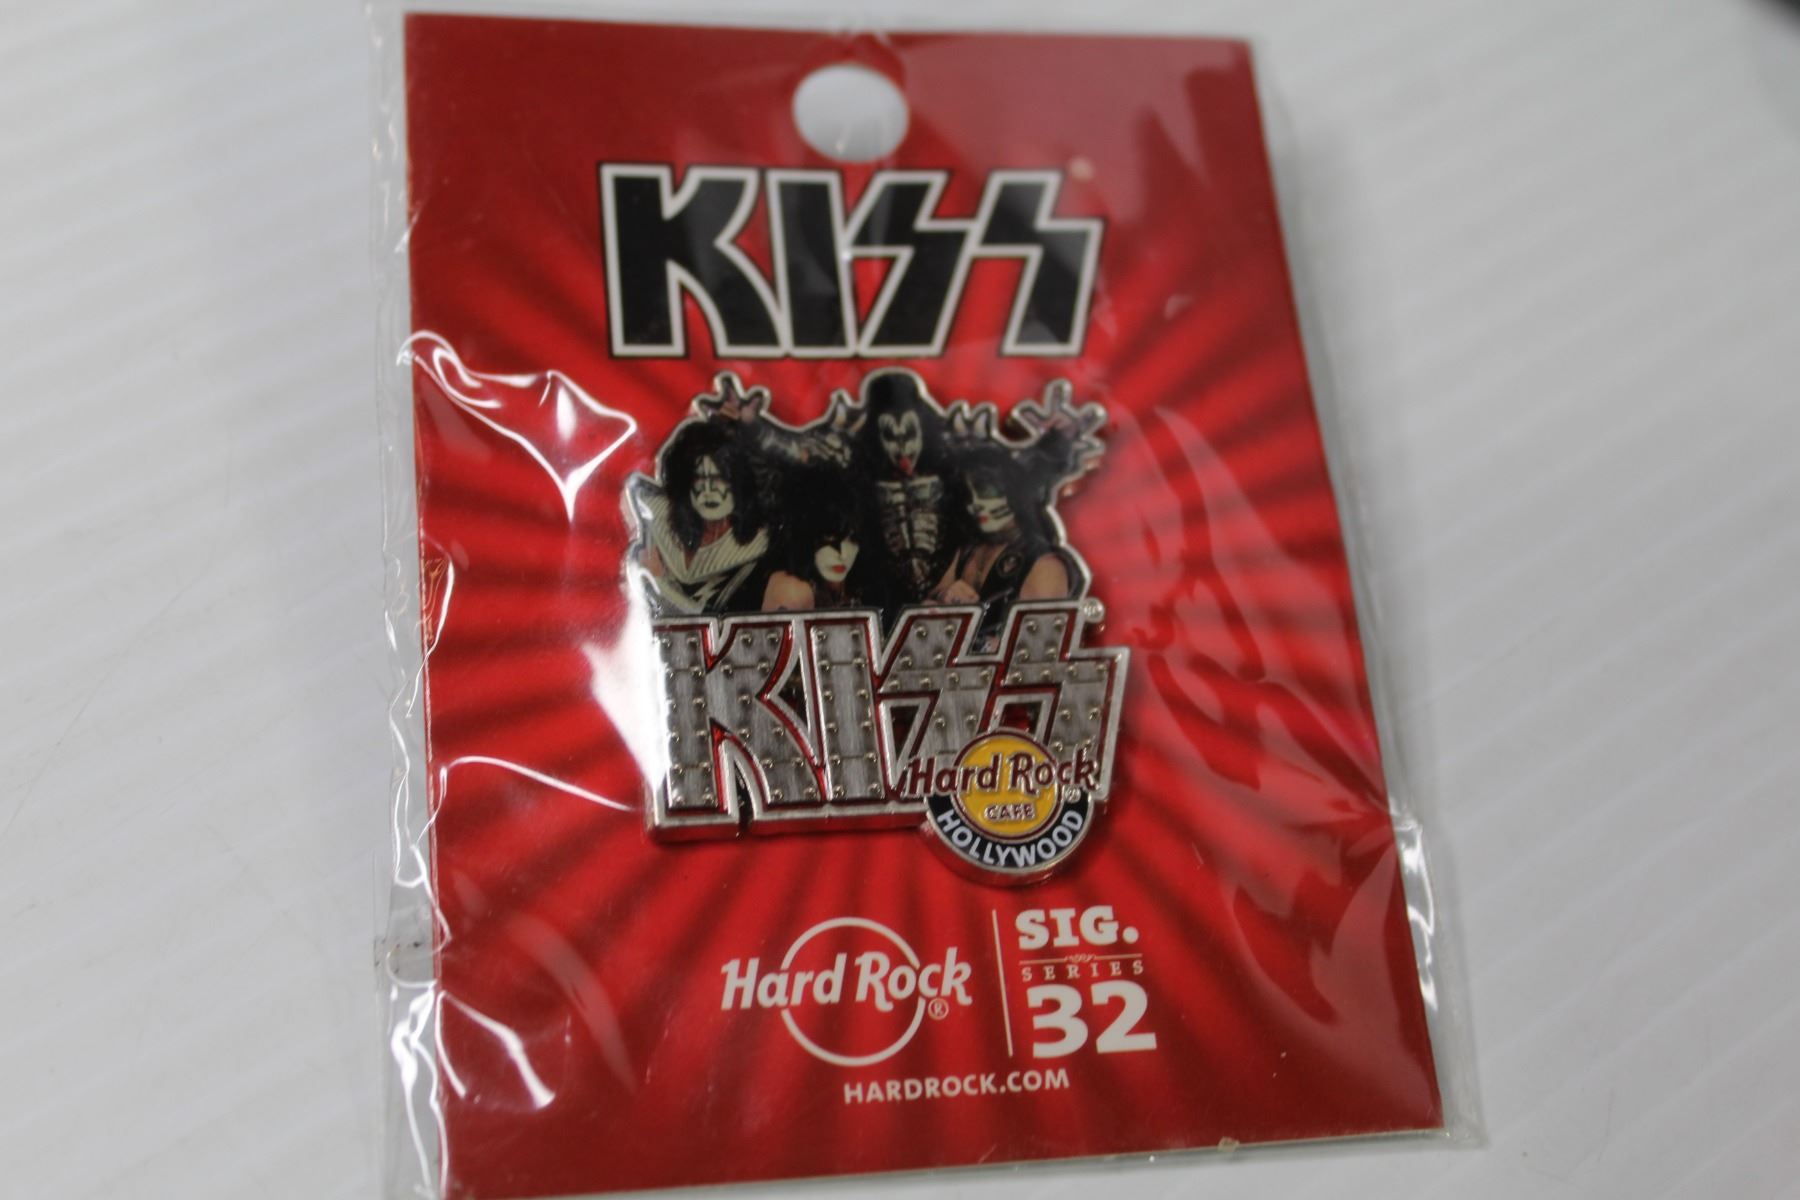 KISS
KISS®
Hard Rock®
CAFE
HOLLYWOOD
Hard Rock®
SIG.
SERIES
32
HARDROCK.COM